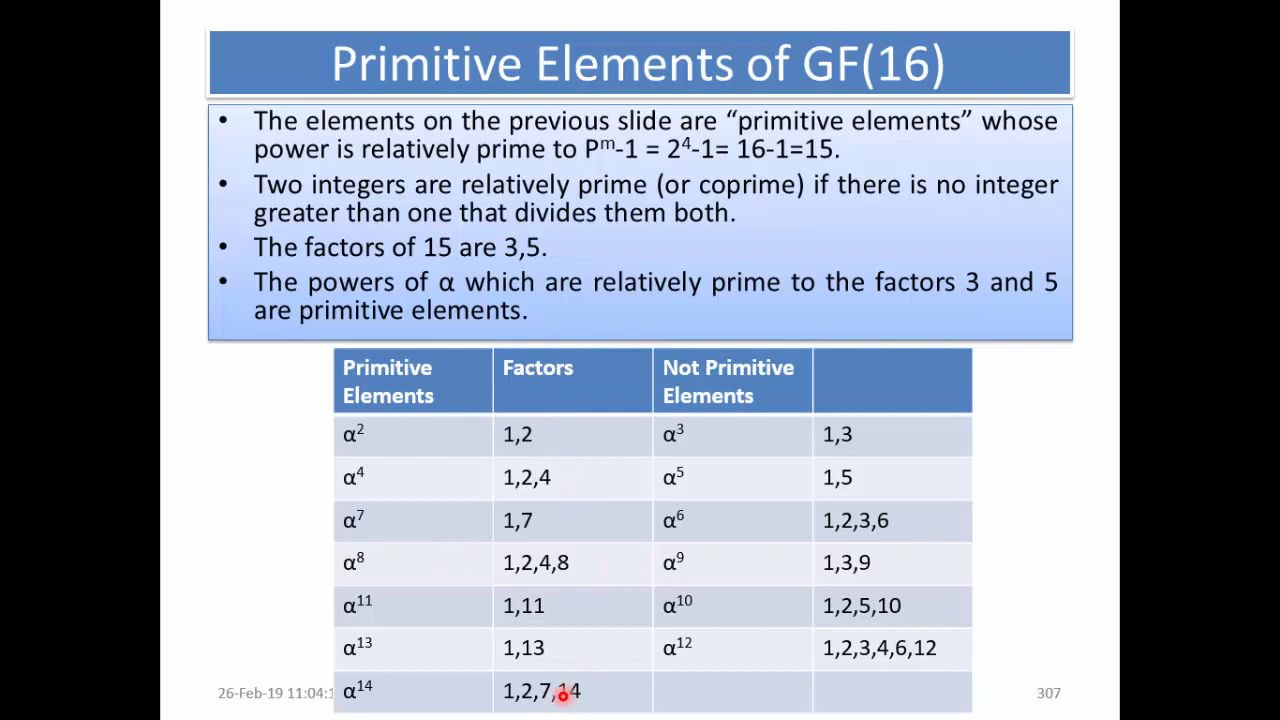 Primitive Elements of GF(16)
• The elements on the previous slide are “primitive elements” whose
power is relatively prime to Pᵐ-1 = 2⁴-1= 16-1=15.
• Two integers are relatively prime (or coprime) if there is no integer
greater than one that divides them both.
• The factors of 15 are 3,5.
• The powers of α which are relatively prime to the factors 3 and 5
are primitive elements.
Primitive Elements Factors Not Primitive Elements
α² 1,2 α³ 1,3
α⁴ 1,2,4 α⁵ 1,5
α⁷ 1,7 α⁶ 1,2,3,6
α⁸ 1,2,4,8 α⁹ 1,3,9
α¹¹ 1,11 α¹⁰ 1,2,5,10
α¹³ 1,13 α¹² 1,2,3,4,6,12
α¹⁴ 1,2,7,14
26-Feb-19 11:04:1
307